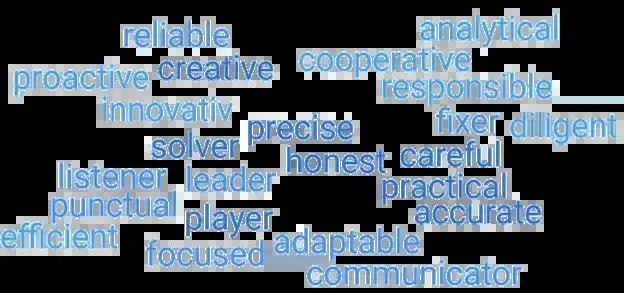 reliable
analytical
cooperative
proactive creative
responsible
innovativ
fixer diligent
precise
solver
honest careful
listener leader
practical
punctual
player accurate
efficient
focused adaptable
communicator